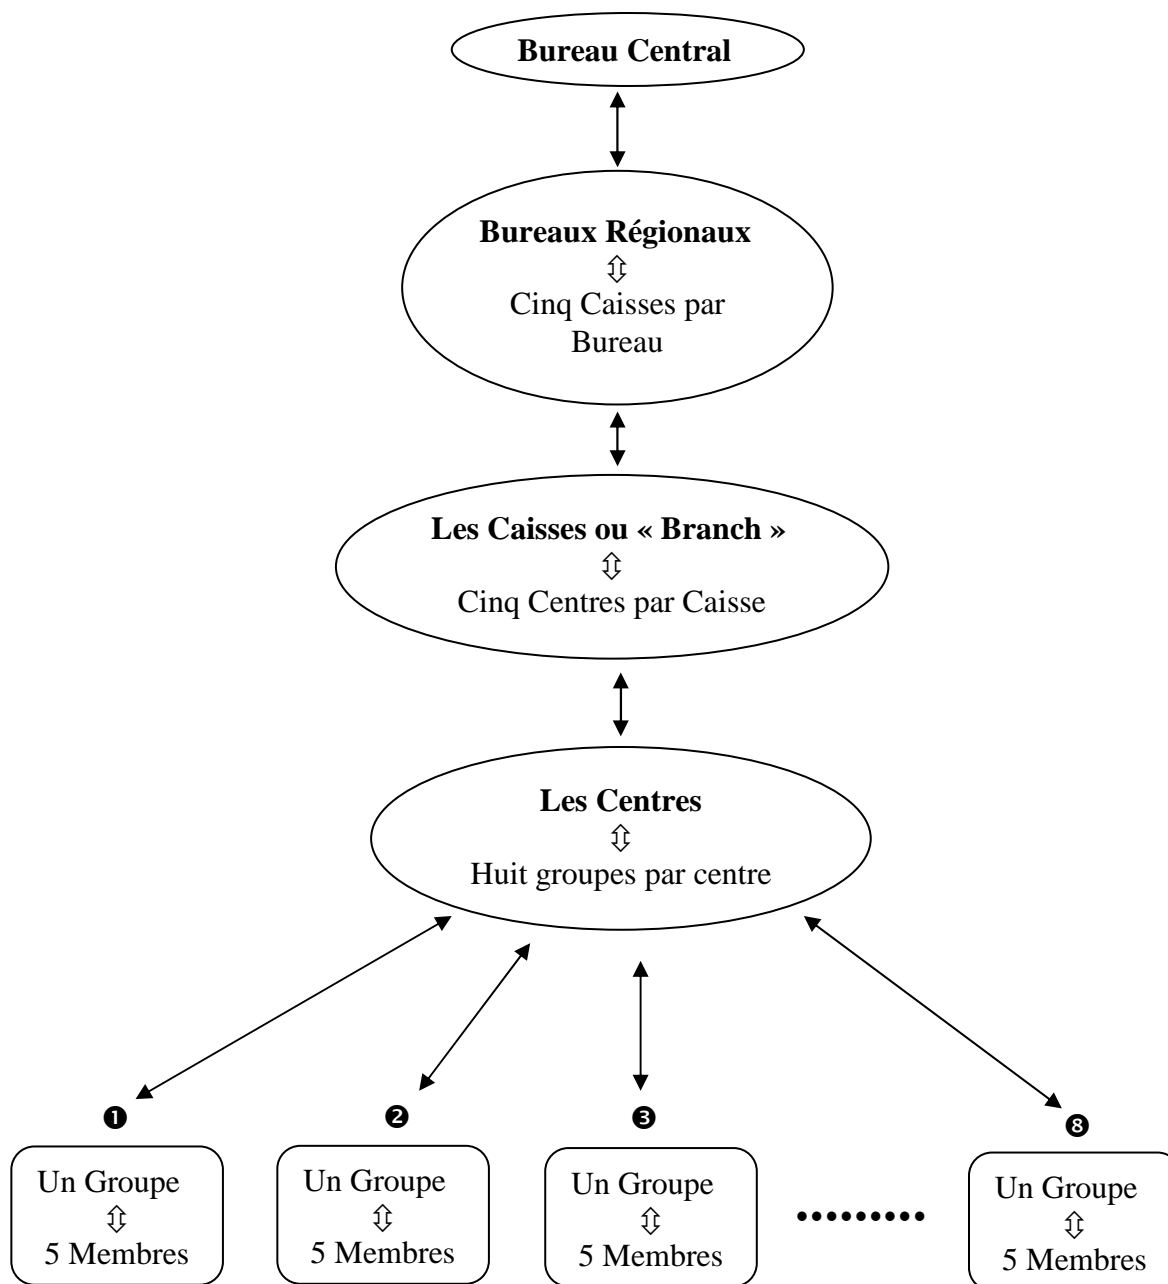 Bureau Central
Bureaux Régionaux
⇳
Cinq Caisses par
Bureau
Les Caisses ou « Branch »
⇳
Cinq Centres par Caisse
Les Centres
⇳
Huit groupes par centre
❶ ❷ ❸ ❽
Un Groupe Un Groupe Un Groupe Un Groupe
⇳ ⇳ ⇳ ⇳
5 Membres 5 Membres 5 Membres ••••••••• 5 Membres